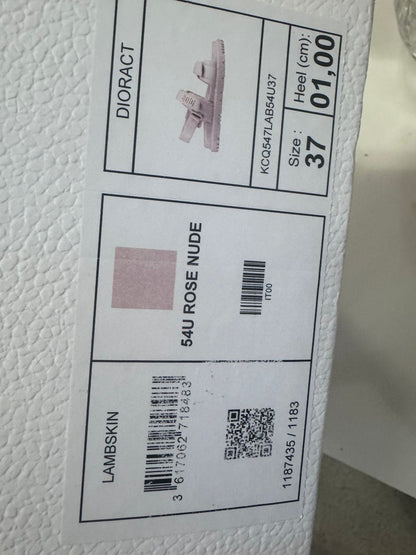 DIORACT
KCQ547LAB54U37
Size :
37
Heel (cm):
01,00
54U ROSE NUDE
IT00
LAMBSKIN
3 617062 718483
1187435 / 1183